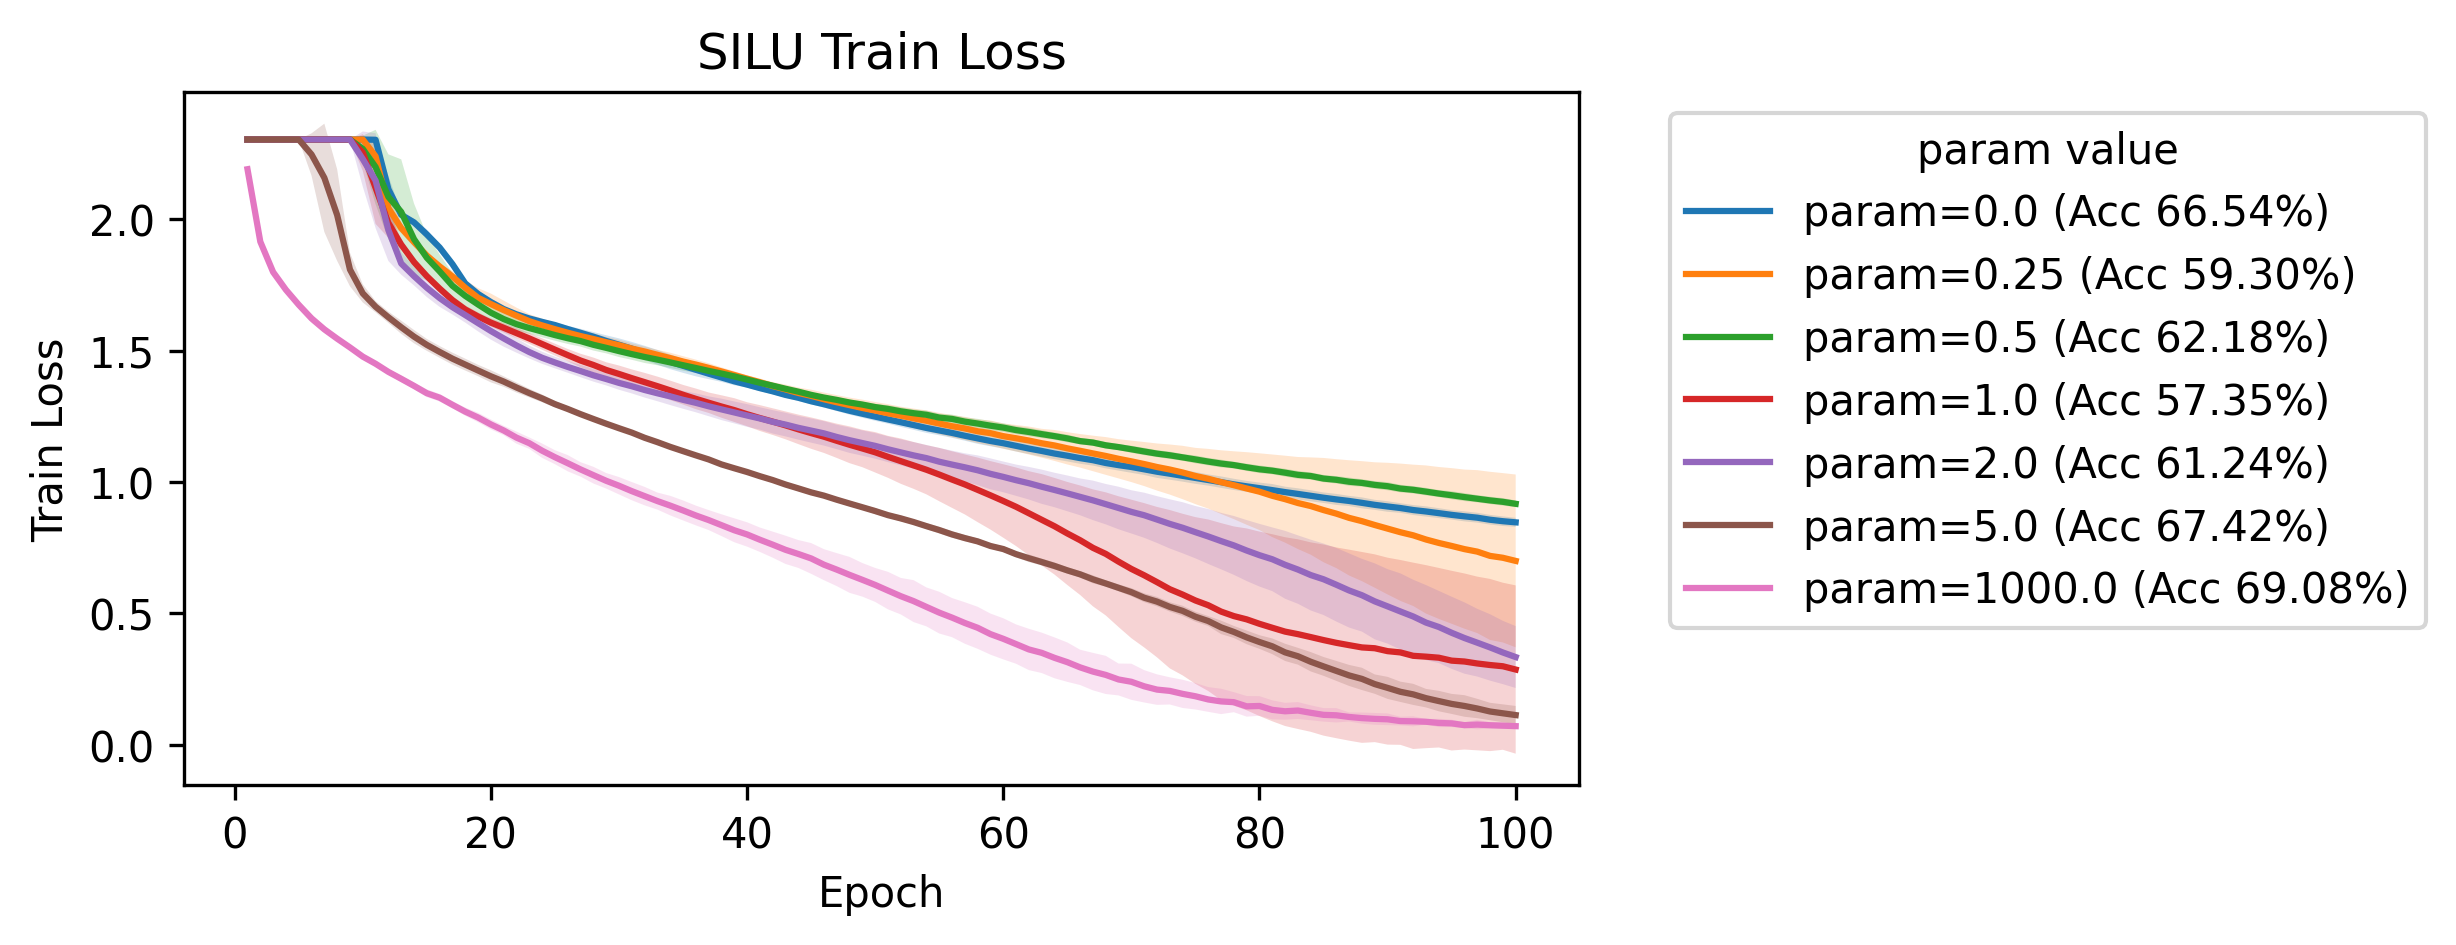 SILU Train Loss
Train Loss
2.0
1.5
1.0
0.5
0.0
0
20
40
60
80
100
Epoch
param value
param=0.0 (Acc 66.54%)
param=0.25 (Acc 59.30%)
param=0.5 (Acc 62.18%)
param=1.0 (Acc 57.35%)
param=2.0 (Acc 61.24%)
param=5.0 (Acc 67.42%)
param=1000.0 (Acc 69.08%)